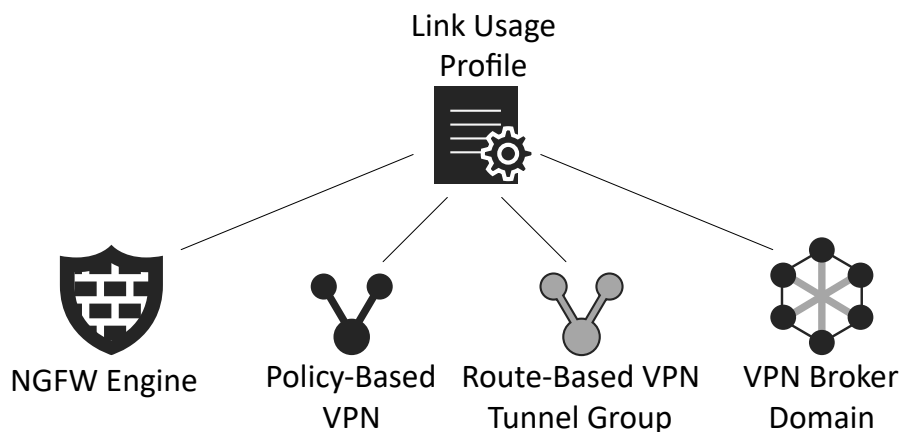 Link Usage
Profile
NGFW Engine
Policy-Based
VPN
Route-Based VPN
Tunnel Group
VPN Broker
Domain